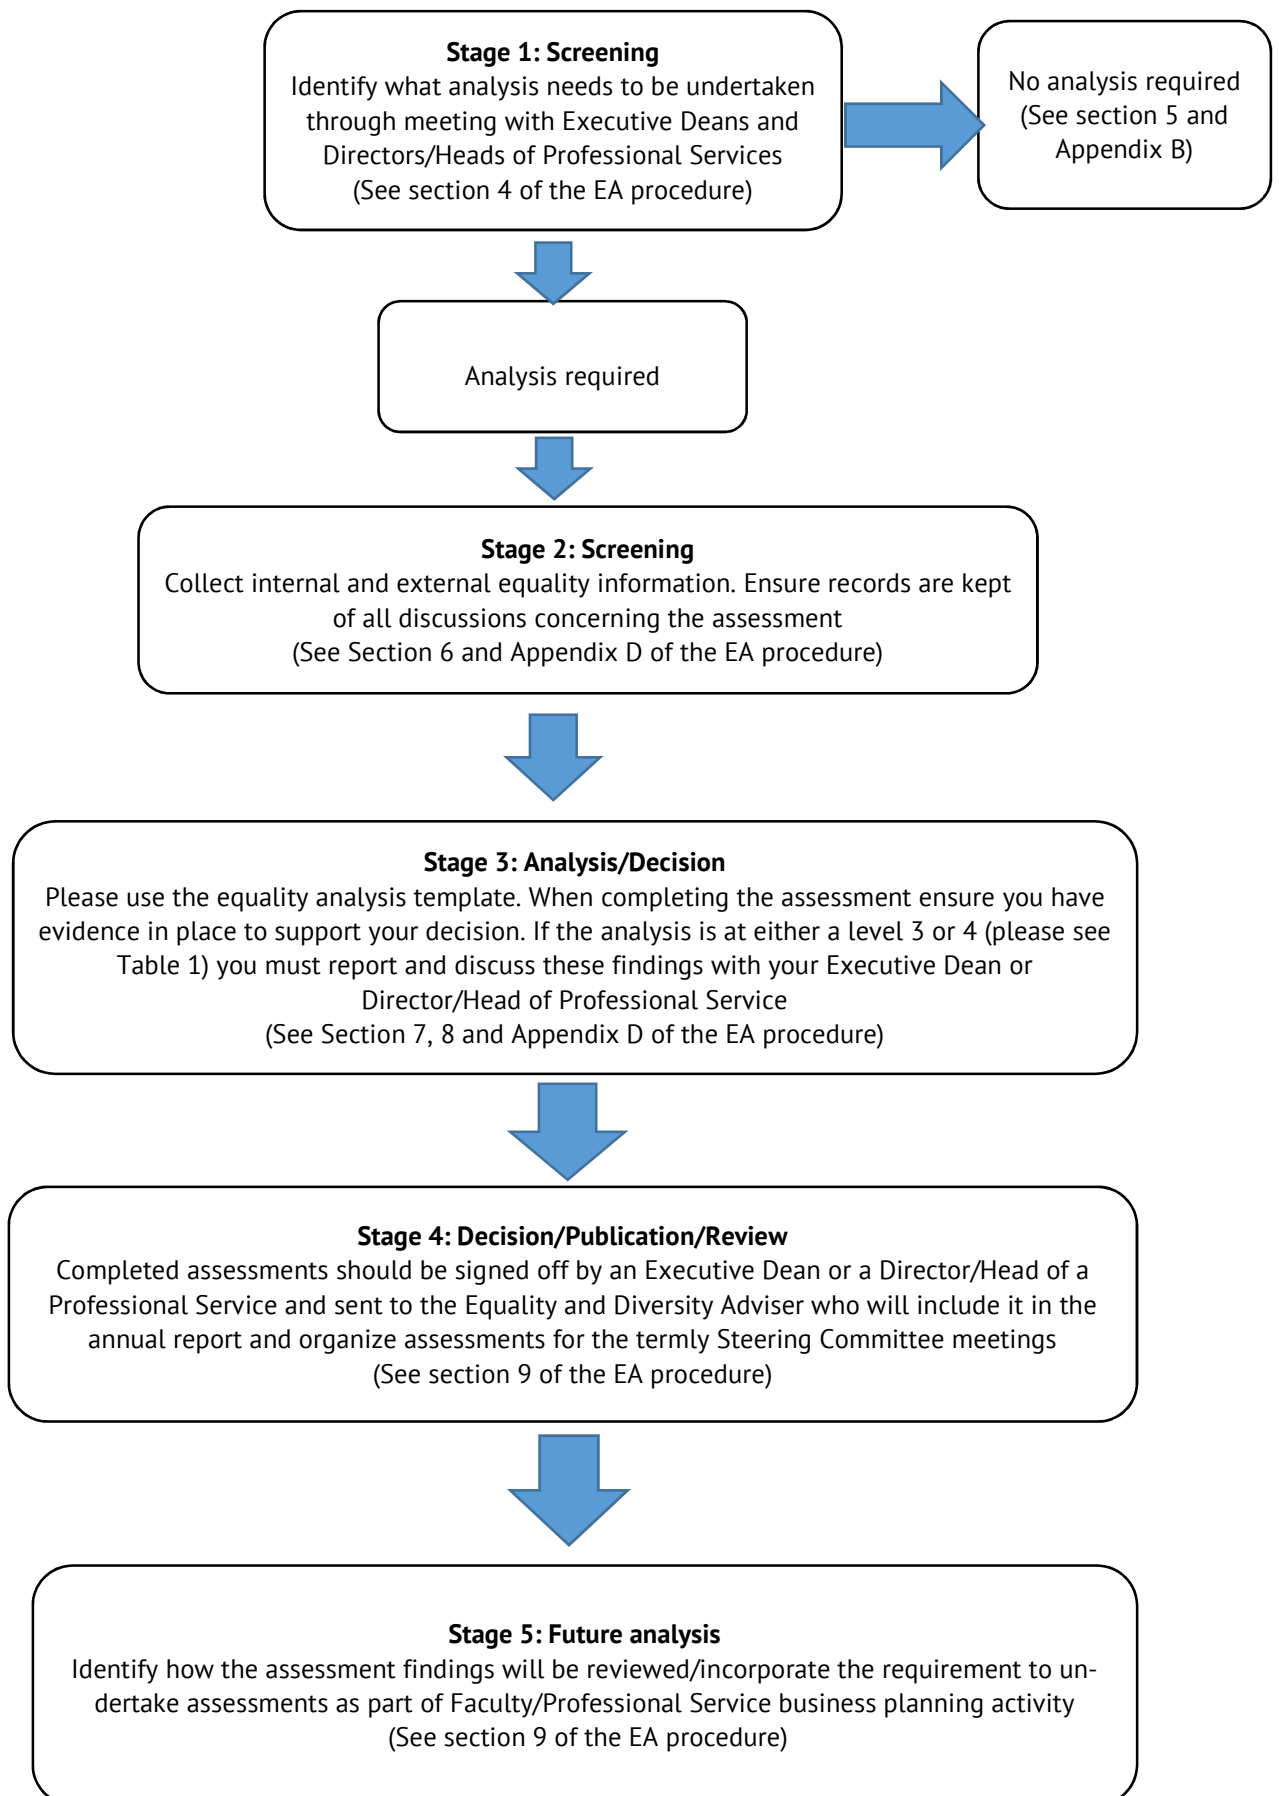 Stage 1: Screening
Identify what analysis needs to be undertaken
through meeting with Executive Deans and
Directors/Heads of Professional Services
(See section 4 of the EA procedure)
No analysis required
(See section 5 and
Appendix B)
Analysis required
Stage 2: Screening
Collect internal and external equality information. Ensure records are kept
of all discussions concerning the assessment
(See Section 6 and Appendix D of the EA procedure)
Stage 3: Analysis/Decision
Please use the equality analysis template. When completing the assessment ensure you have
evidence in place to support your decision. If the analysis is at either a level 3 or 4 (please see
Table 1) you must report and discuss these findings with your Executive Dean or
Director/Head of Professional Service
(See Section 7, 8 and Appendix D of the EA procedure)
Stage 4: Decision/Publication/Review
Completed assessments should be signed off by an Executive Dean or a Director/Head of a
Professional Service and sent to the Equality and Diversity Adviser who will include it in the
annual report and organize assessments for the termly Steering Committee meetings
(See section 9 of the EA procedure)
Stage 5: Future analysis
Identify how the assessment findings will be reviewed/incorporate the requirement to un-
dertake assessments as part of Faculty/Professional Service business planning activity
(See section 9 of the EA procedure)